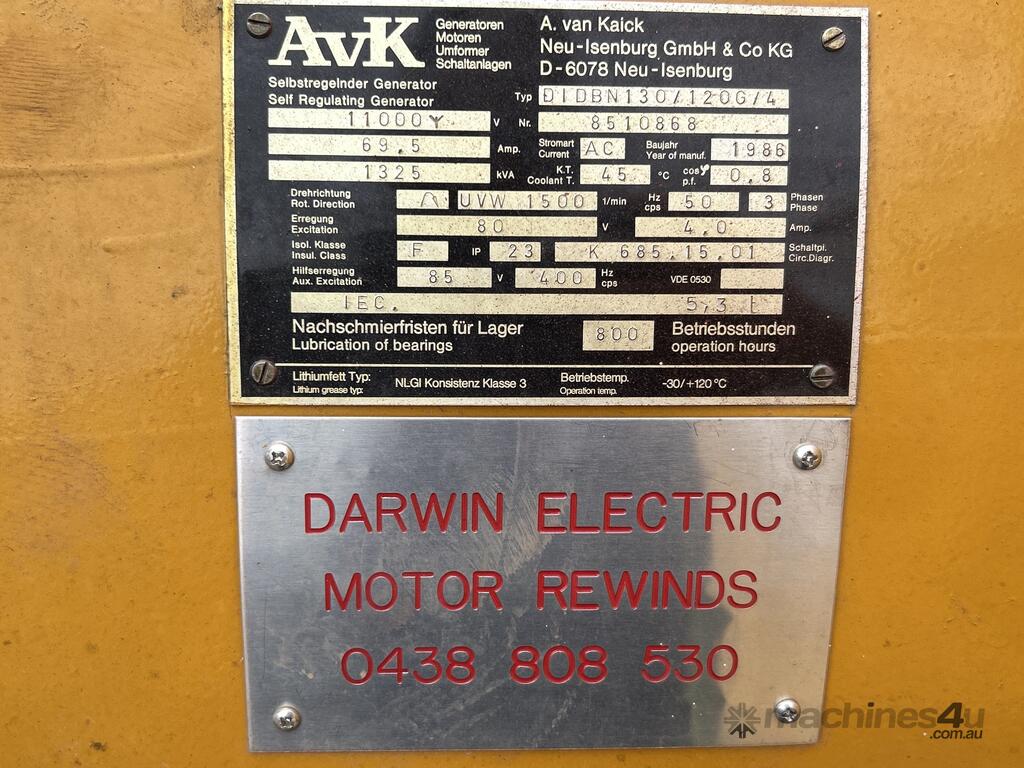 AvK
Generatoren
Motoren
Umformer
Schaltanlagen
A. van Kaick
Neu-Isenburg GmbH & Co KG
D-6078 Neu-Isenburg
Selbstregelnder Generator
Self Regulating Generator
Typ DIDBN130/120G/4
11000 Y V Nr. 8510868
69.5 Amp. Stromart Current AC Baujahr Year of manuf. 1986
1325 kVA K.T. Coolant T. 45 °C cosφ p.f. 0.8
Drehrichtung
Rot. Direction UVW 1500 1/min Hz cps 50 3 Phasen Phase
Erregung
Excitation 80 V 4.0 Amp.
Isol. Klasse
Insul. Class F IP 23 K 685.15.01 Schaltpl. Circ.Diagr.
Hilfserregung
Aux. Excitation 85 V 400 Hz cps VDE 0530
IEC. 5,3 t
Nachschmierfristen für Lager
Lubrication of bearings
800 Betriebsstunden
operation hours
Lithiumfett Typ:
Lithium grease typ:
NLGI Konsistenz Klasse 3
Betriebstemp.
Operation temp.
-30/+120 °C
DARWIN ELECTRIC
MOTOR REWINDS
0438 808 530
machines4u
.com.au